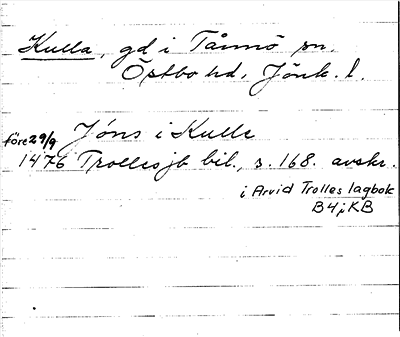 Kulla, gd i Tånnö sn,
Östbo hd, Jönk. l.
före 29/9 Jöns i Kulle
1476 Trollesjb bil., s. 168. avskr.
i Arvid Trolles lagbok
B4; KB